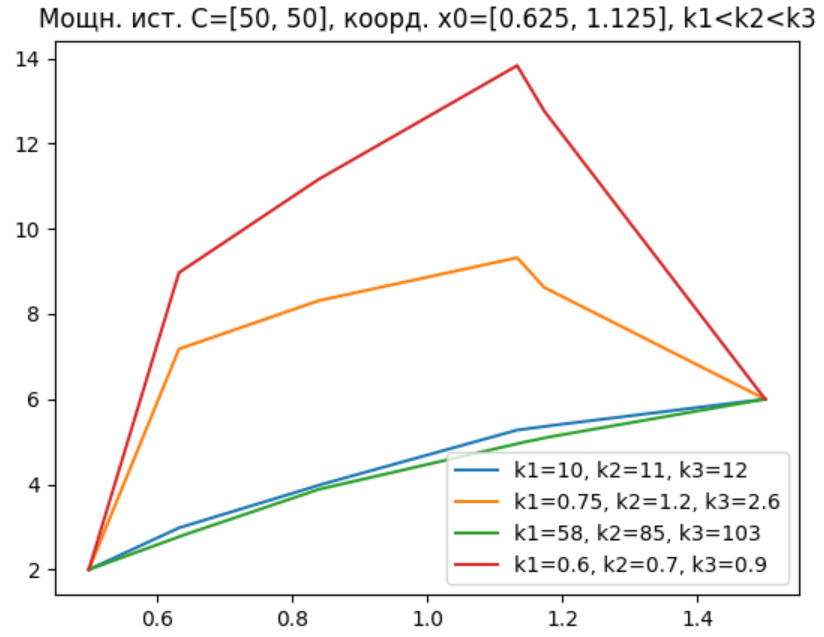 Мощн. ист. C=[50, 50], коорд. x0=[0.625, 1.125], k1<k2<k3
14
12
10
8
6
4
2
k1=10, k2=11, k3=12
k1=0.75, k2=1.2, k3=2.6
k1=58, k2=85, k3=103
k1=0.6, k2=0.7, k3=0.9
0.6 0.8 1.0 1.2 1.4